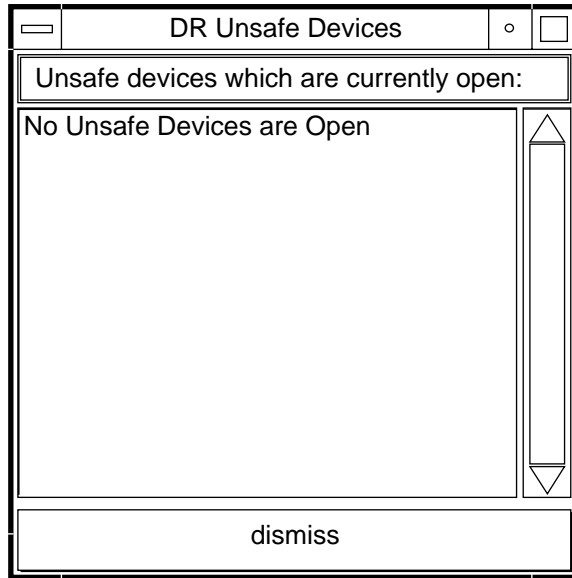 DR Unsafe Devices
Unsafe devices which are currently open:
No Unsafe Devices are Open
dismiss